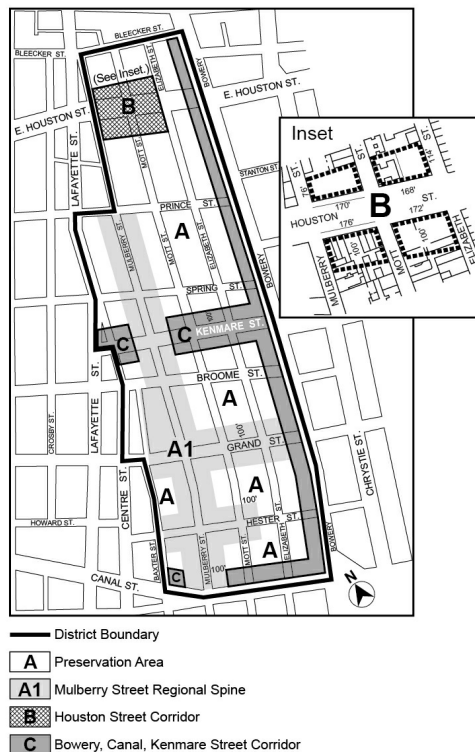 BLEECKER ST.
BLEECKER ST.
(See Inset.)
ELIZABETH ST.
BOWERY
E. HOUSTON ST.
E. HOUSTON ST.
B
LAFAYETTE ST.
MOTT ST.
STANTON ST.
PRINCE ST.
MULBERRY ST.
MOTT ST.
A
ELIZABETH ST.
BOWERY
SPRING ST.
100'
C
C
KENMARE ST.
BROOME ST.
A
CROSBY ST.
LAFAYETTE ST.
100'
A1
GRAND ST.
CHRYSTIE ST.
A
A
CENTRE ST.
100'
HOWARD ST.
HESTER ST.
BAXTER ST.
MULBERRY ST.
MOTT ST.
ELIZABETH
A
BOWERY
CANAL ST.
C
100'
N
Inset
ST.
ST.
114'
76'
B
168'
170'
ST.
172'
HOUSTON
176'
100'
100'
MULBERRY
MOTT
ELIZABETH
District Boundary
A Preservation Area
A1 Mulberry Street Regional Spine
B Houston Street Corridor
C Bowery, Canal, Kenmare Street Corridor